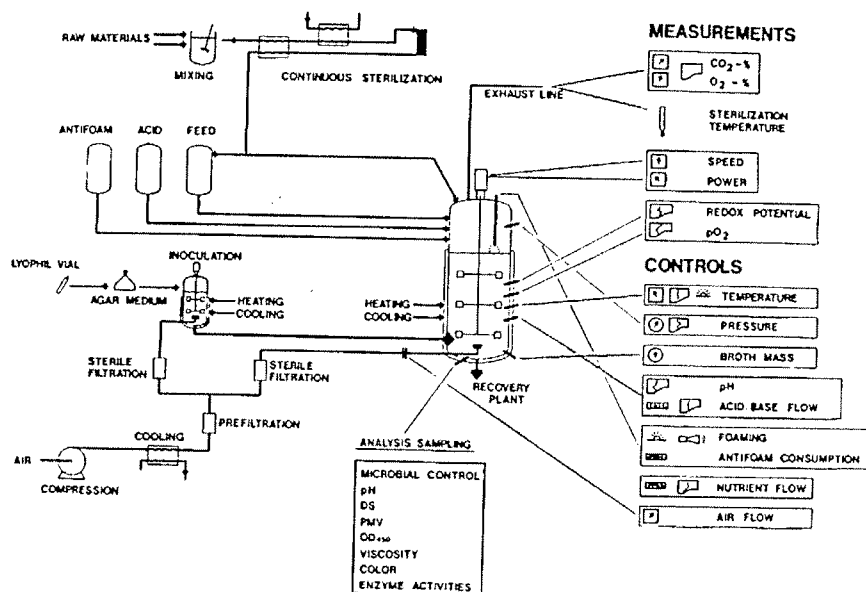 RAW MATERIALS
MIXING
CONTINUOUS STERILIZATION
ANTIFOAM
ACID
FEED
EXHAUST LINE
LYOPHIL VIAL
AGAR MEDIUM
INOCULATION
HEATING
COOLING
HEATING
COOLING
STERILE
FILTRATION
STERILE
FILTRATION
PREFILTRATION
COOLING
AIR
COMPRESSION
RECOVERY
PLANT
ANALYSIS SAMPLING
MICROBIAL CONTROL
pH
DS
PMV
OD₄₅₀
VISCOSITY
COLOR
ENZYME ACTIVITIES
MEASUREMENTS
CO₂-%
O₂-%
STERILIZATION
TEMPERATURE
SPEED
POWER
REDOX POTENTIAL
pO₂
CONTROLS
TEMPERATURE
PRESSURE
BROTH MASS
pH
ACID.BASE FLOW
FOAMING
ANTIFOAM CONSUMPTION
NUTRIENT FLOW
AIR FLOW